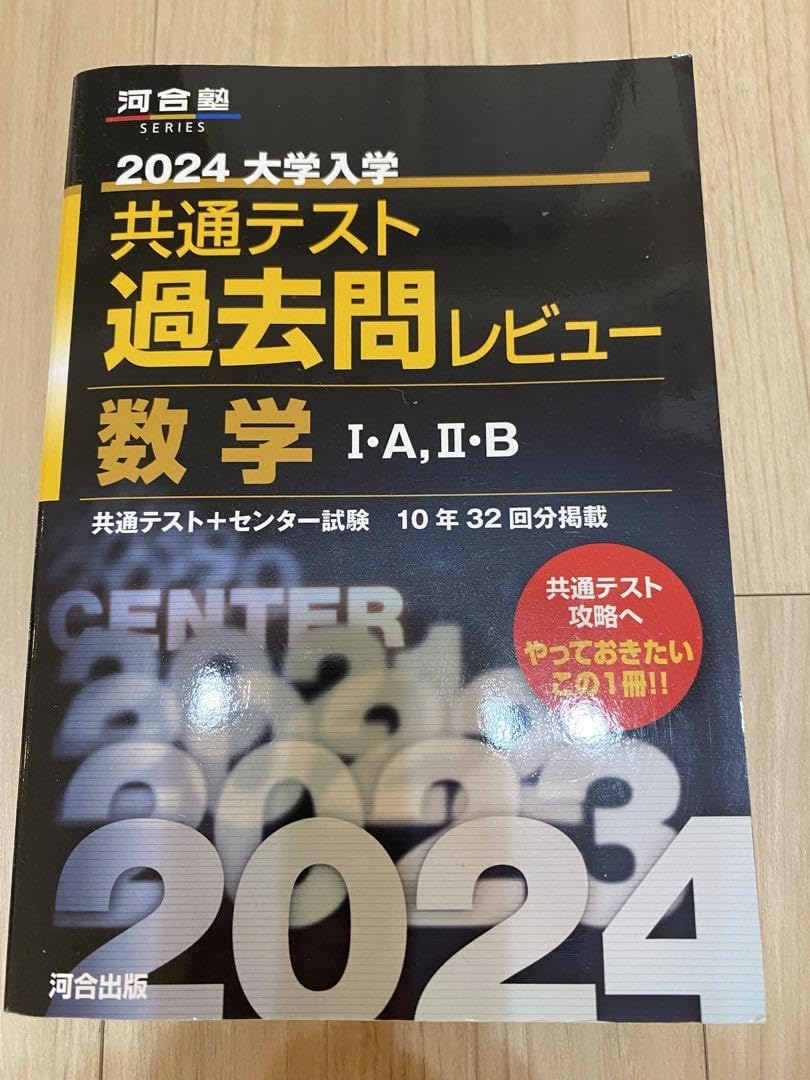 河合塾
SERIES
2024 大学入学
共通テスト
過去問レビュー
数学 I・A,II・B
共通テスト+センター試験 10年32回分掲載
CENTER
2021
2023
2024
共通テスト
攻略へ
やっておきたい
この1冊!!
河合出版